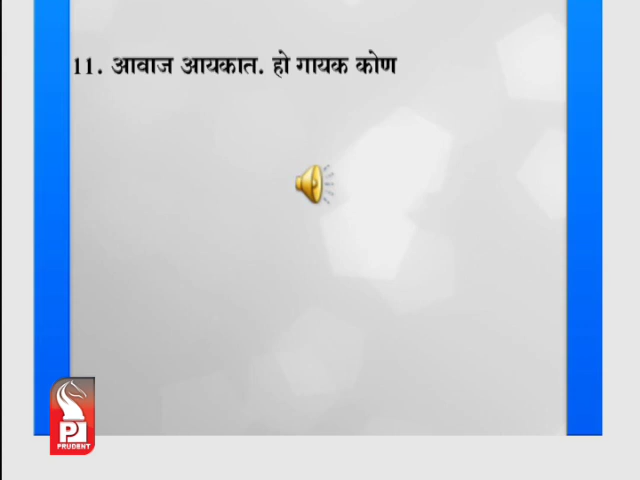 11. आवाज आयकात. हो गायक कोण
PRUDENT